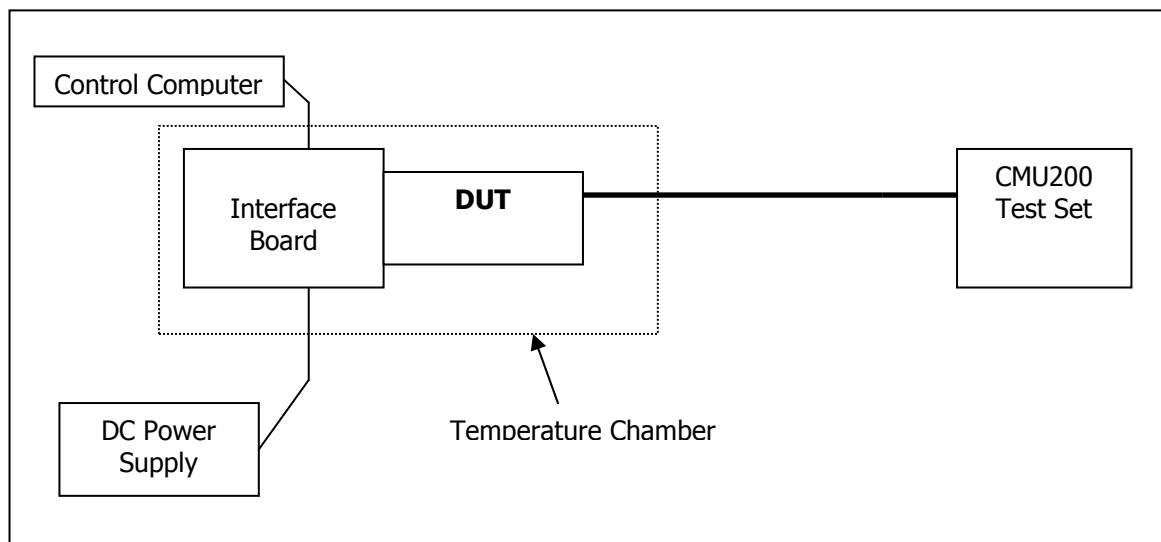 Control Computer
Interface
Board
DUT
CMU200
Test Set
DC Power
Supply
Temperature Chamber